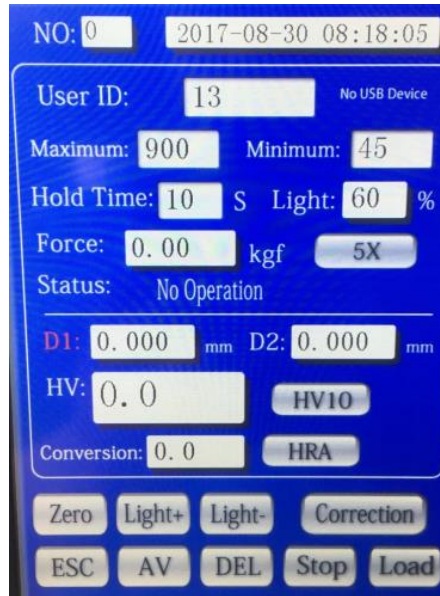 NO: 0 2017-08-30 08:18:05
User ID: 13 No USB Device
Maximum: 900 Minimum: 45
Hold Time: 10 S Light: 60 %
Force: 0.00 kgf 5X
Status: No Operation
D1: 0.000 mm D2: 0.000 mm
HV: 0.0 HV10
Conversion: 0.0 HRA
Zero Light+ Light- Correction
ESC AV DEL Stop Load